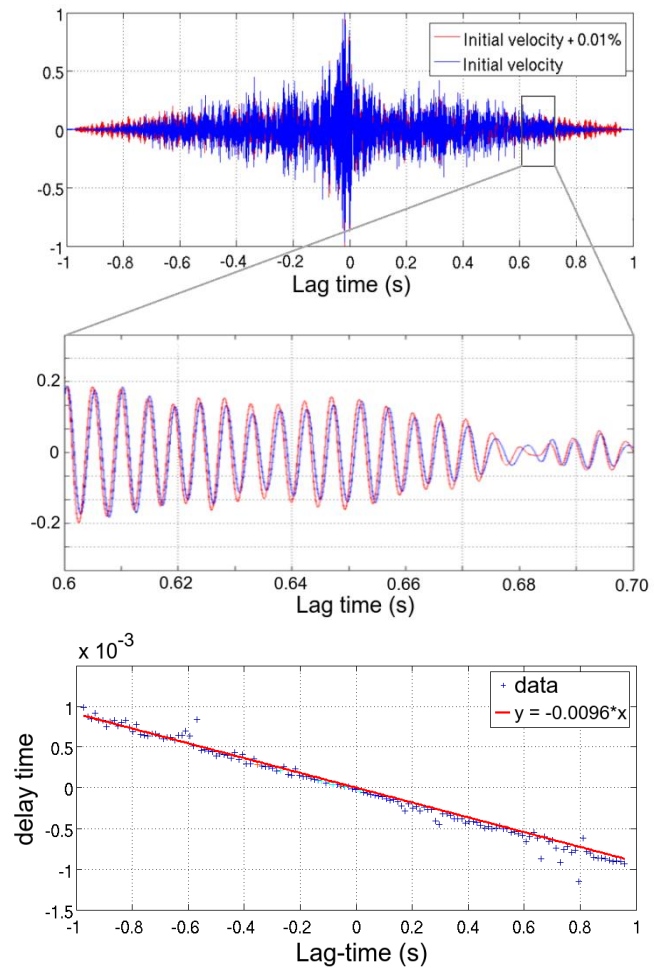 1
0.5
0
-0.5
-1
Initial velocity + 0.01%
Initial velocity
-1 -0.8 -0.6 -0.4 -0.2 0 0.2 0.4 0.6 0.8 1
Lag time (s)
0.2
0
-0.2
0.6 0.62 0.64 0.66 0.68 0.70
Lag time (s)
x 10-3
1
0.5
0
-0.5
-1
-1.5
delay time
data
y = -0.0096*x
-1 -0.8 -0.6 -0.4 -0.2 0 0.2 0.4 0.6 0.8 1
Lag-time (s)